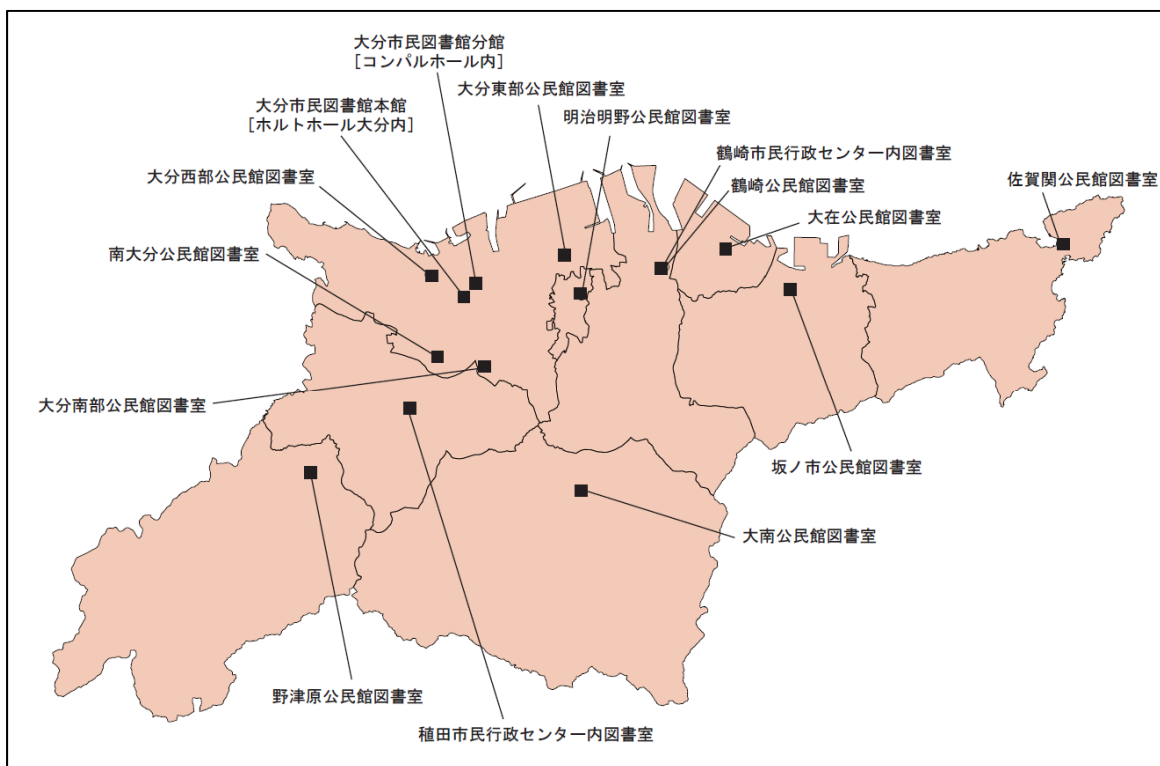 大分市民図書館分館
[コンパルホール内]
大分東部公民館図書室
大分市民図書館本館
[ホルトホール大分内]
明治明野公民館図書室
鶴崎市民行政センター内図書室
大分西部公民館図書室
鶴崎公民館図書室
佐賀関公民館図書室
大在公民館図書室
南大分公民館図書室
大分南部公民館図書室
坂ノ市公民館図書室
大南公民館図書室
野津原公民館図書室
稙田市民行政センター内図書室